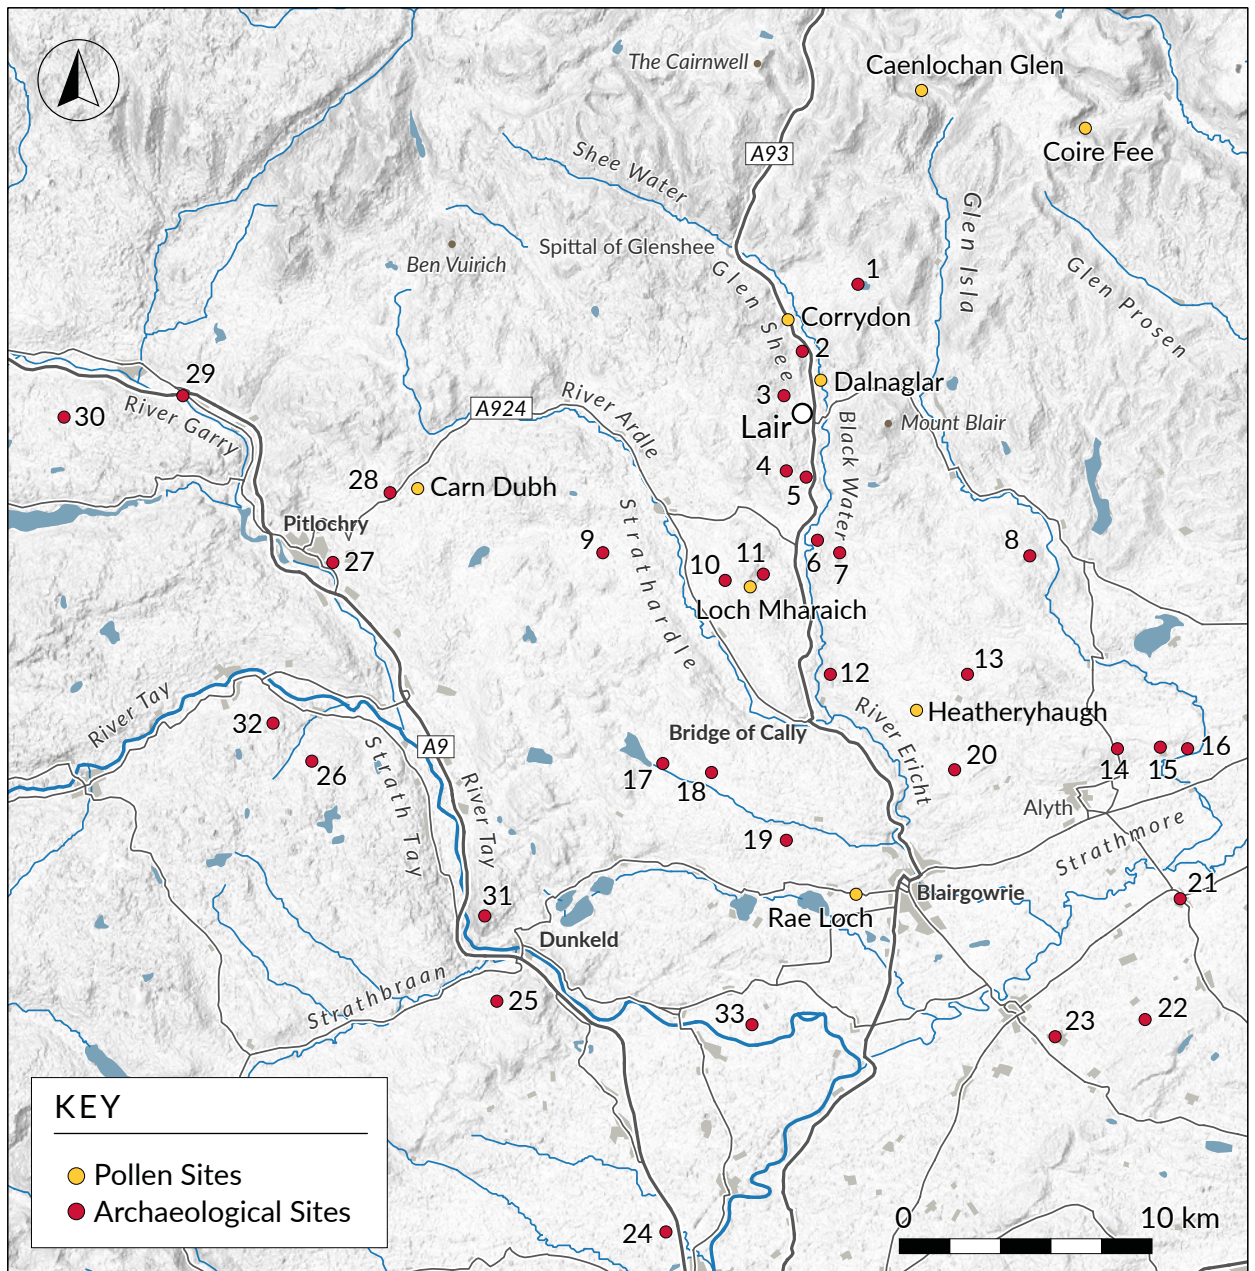 The Cairnwell
Caenlochan Glen
Coire Fee
A93
Shee Water
Glen Isla
Spittal of Glenshee
Ben Vuirich
Glen Shee
Glen Prosen
1
Corrydon
2
29
30
River Garry
A924
River Ardle
3
Dalnaglar
Lair
Black Water
Mount Blair
28
Carn Dubh
4
5
Pitlochry
27
9
Strathardle
10
11
Loch Mharaich
6
7
8
12
13
River Tay
32
26
Strath Tay
A9
River Tay
Bridge of Cally
River Ericht
Heatheryhaugh
17
18
20
14
15
16
Alyth
Strathmore
19
31
Rae Loch
Blairgowrie
21
Dunkeld
Strathbraan
25
33
23
22
KEY
Pollen Sites
Archaeological Sites
24
0
10 km